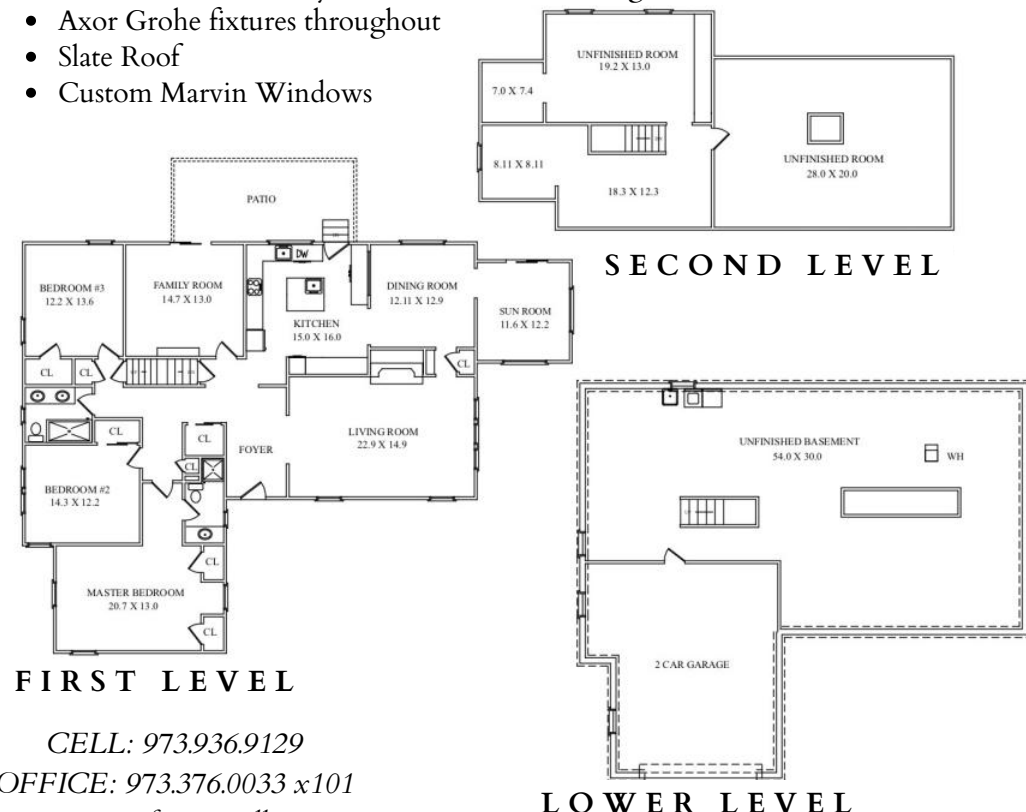 Axor Grohe fixtures throughout
Slate Roof
Custom Marvin Windows
UNFINISHED ROOM
19.2 X 13.0
7.0 X 7.4
8.11 X 8.11
18.3 X 12.3
UNFINISHED ROOM
28.0 X 20.0
SECOND LEVEL
PATIO
DW
BEDROOM #3
12.2 X 13.6
FAMILY ROOM
14.7 X 13.0
KITCHEN
15.0 X 16.0
DINING ROOM
12.11 X 12.9
SUN ROOM
11.6 X 12.2
CL
CL
CL
CL
CL
CL
FOYER
LIVING ROOM
22.9 X 14.9
BEDROOM #2
14.3 X 12.2
MASTER BEDROOM
20.7 X 13.0
CL
CL
FIRST LEVEL
UNFINISHED BASEMENT
54.0 X 30.0
WH
2 CAR GARAGE
LOWER LEVEL
CELL: 973.936.9129
OFFICE: 973.376.0033 x101